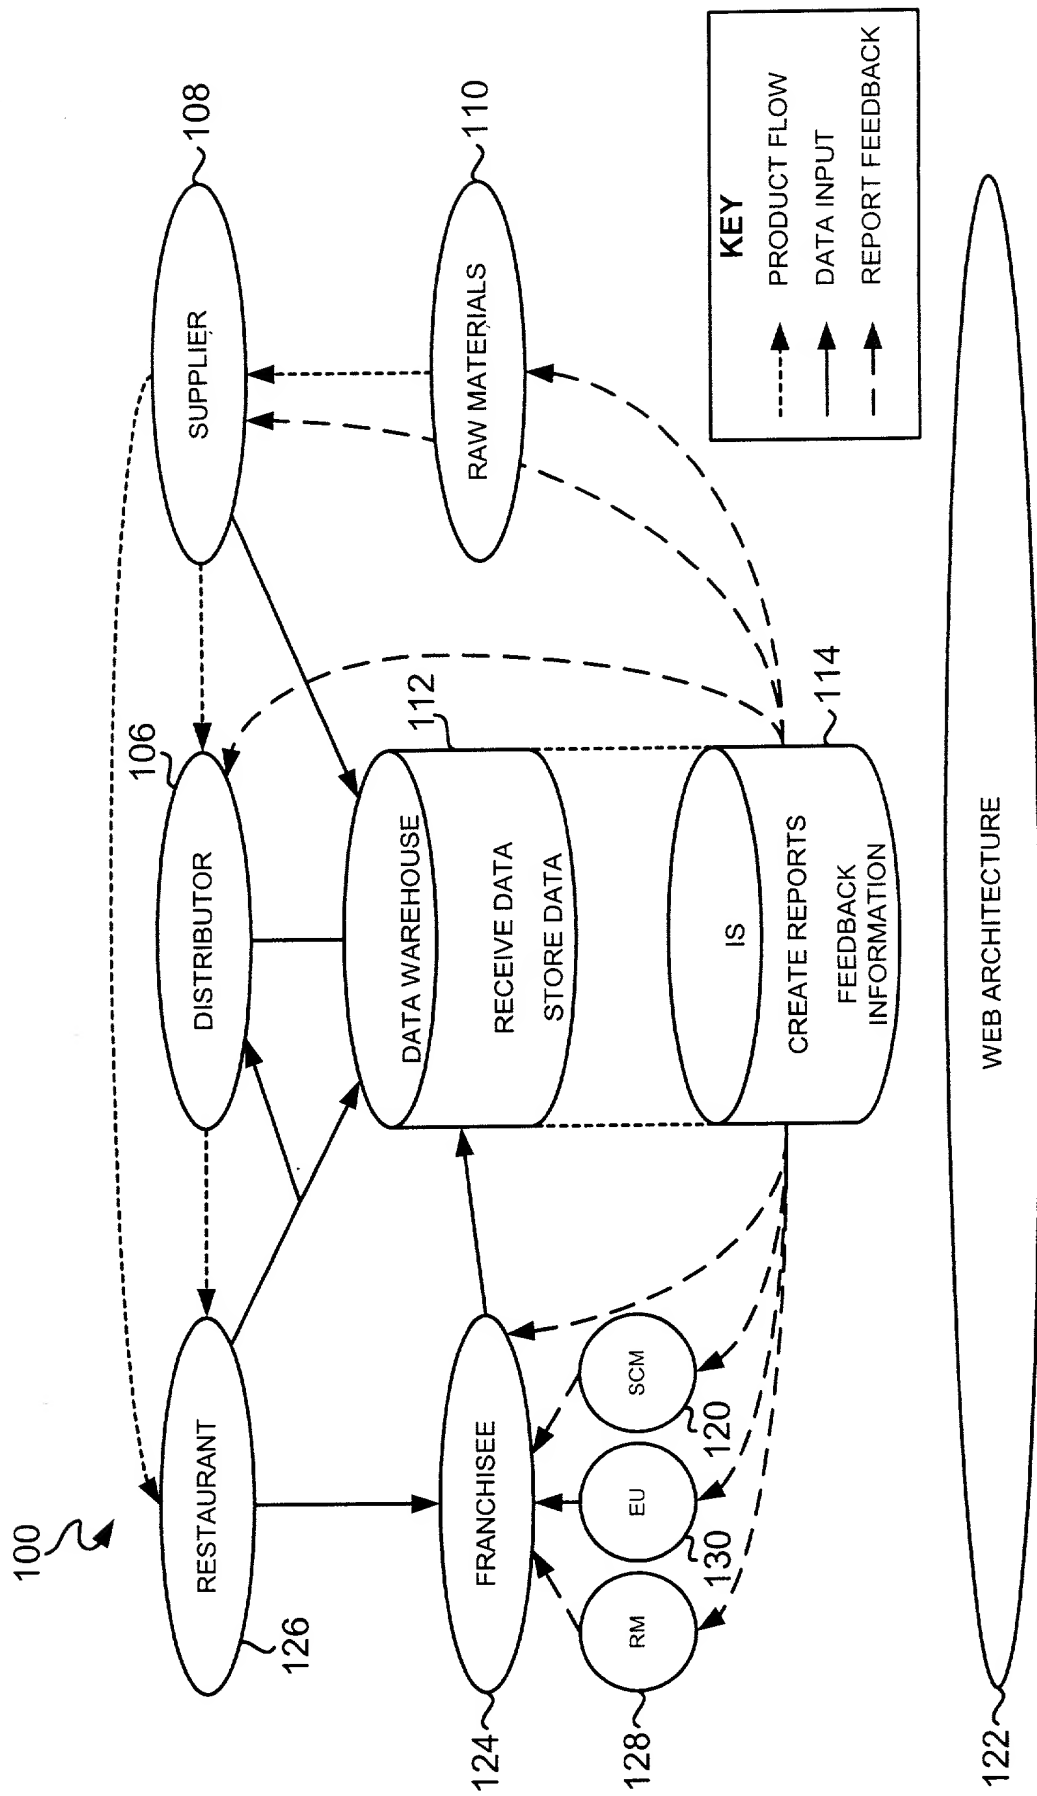 100
126
RESTAURANT
106
DISTRIBUTOR
108
SUPPLIER
124
FRANCHISEE
112
DATA WAREHOUSE
RECEIVE DATA
STORE DATA
110
RAW MATERIALS
128
RM
130
EU
120
SCM
114
IS
CREATE REPORTS
FEEDBACK
INFORMATION
KEY
PRODUCT FLOW
DATA INPUT
REPORT FEEDBACK
122
WEB ARCHITECTURE